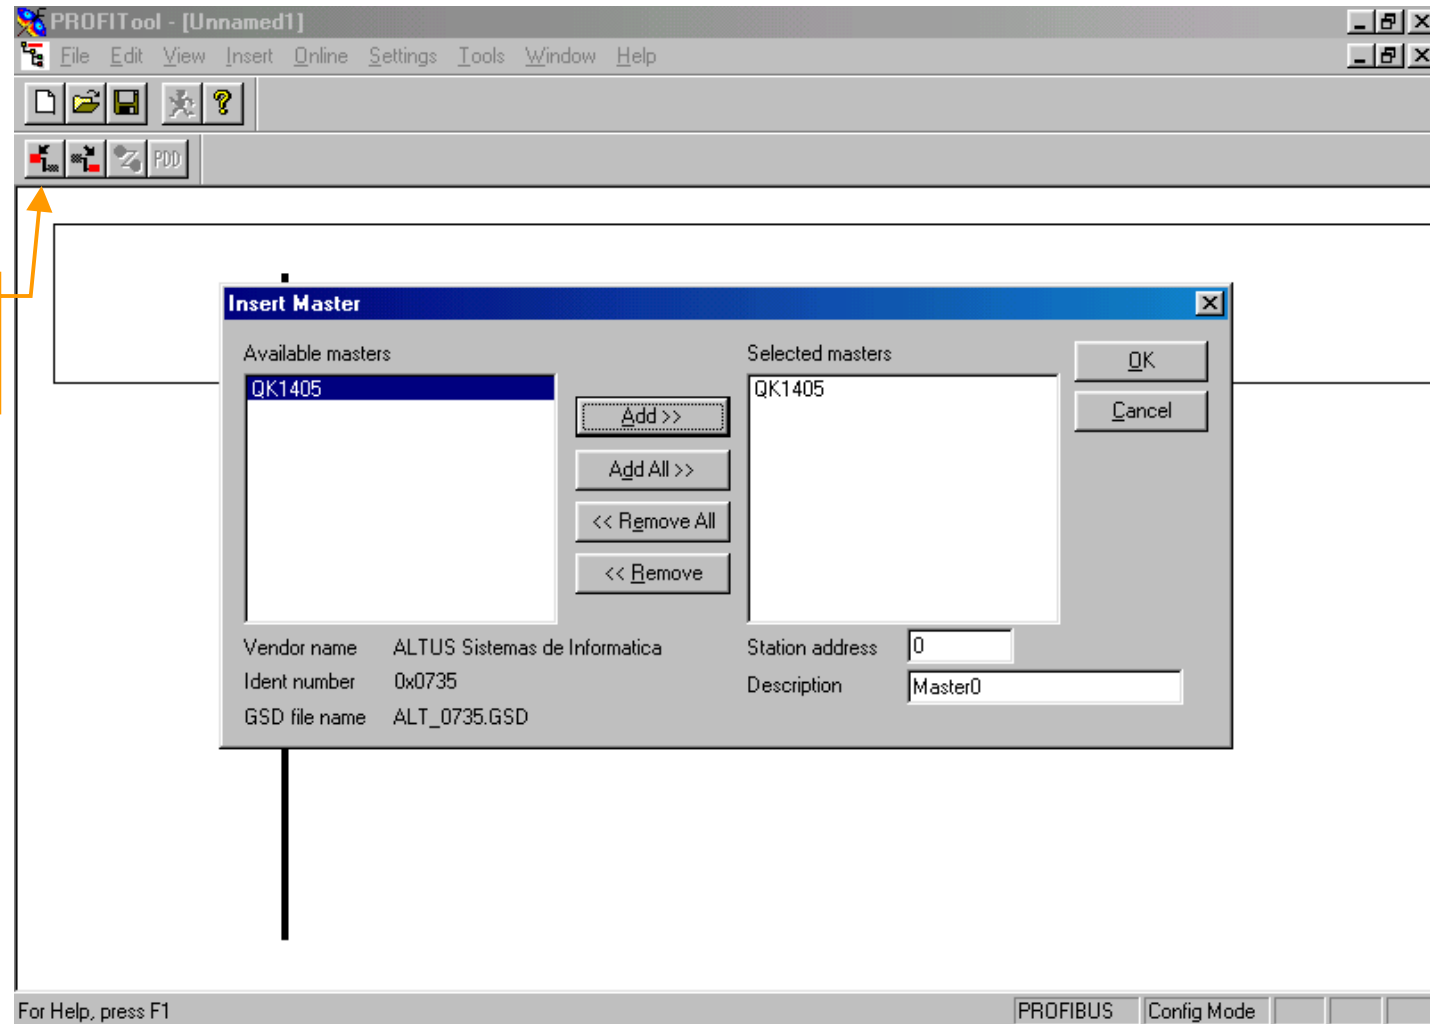 PROFITool - [Unnamed1]
File Edit View Insert Online Settings Tools Window Help
PDD
Insert Master
Available masters
Selected masters
OK
QK1405
QK1405
Add >>
Cancel
Add All >>
<< Remove All
<< Remove
Vendor name ALTUS Sistemas de Informatica
Station address 0
Ident number 0x0735
Description Master0
GSD file name ALT_0735.GSD
For Help, press F1
PROFIBUS Config Mode